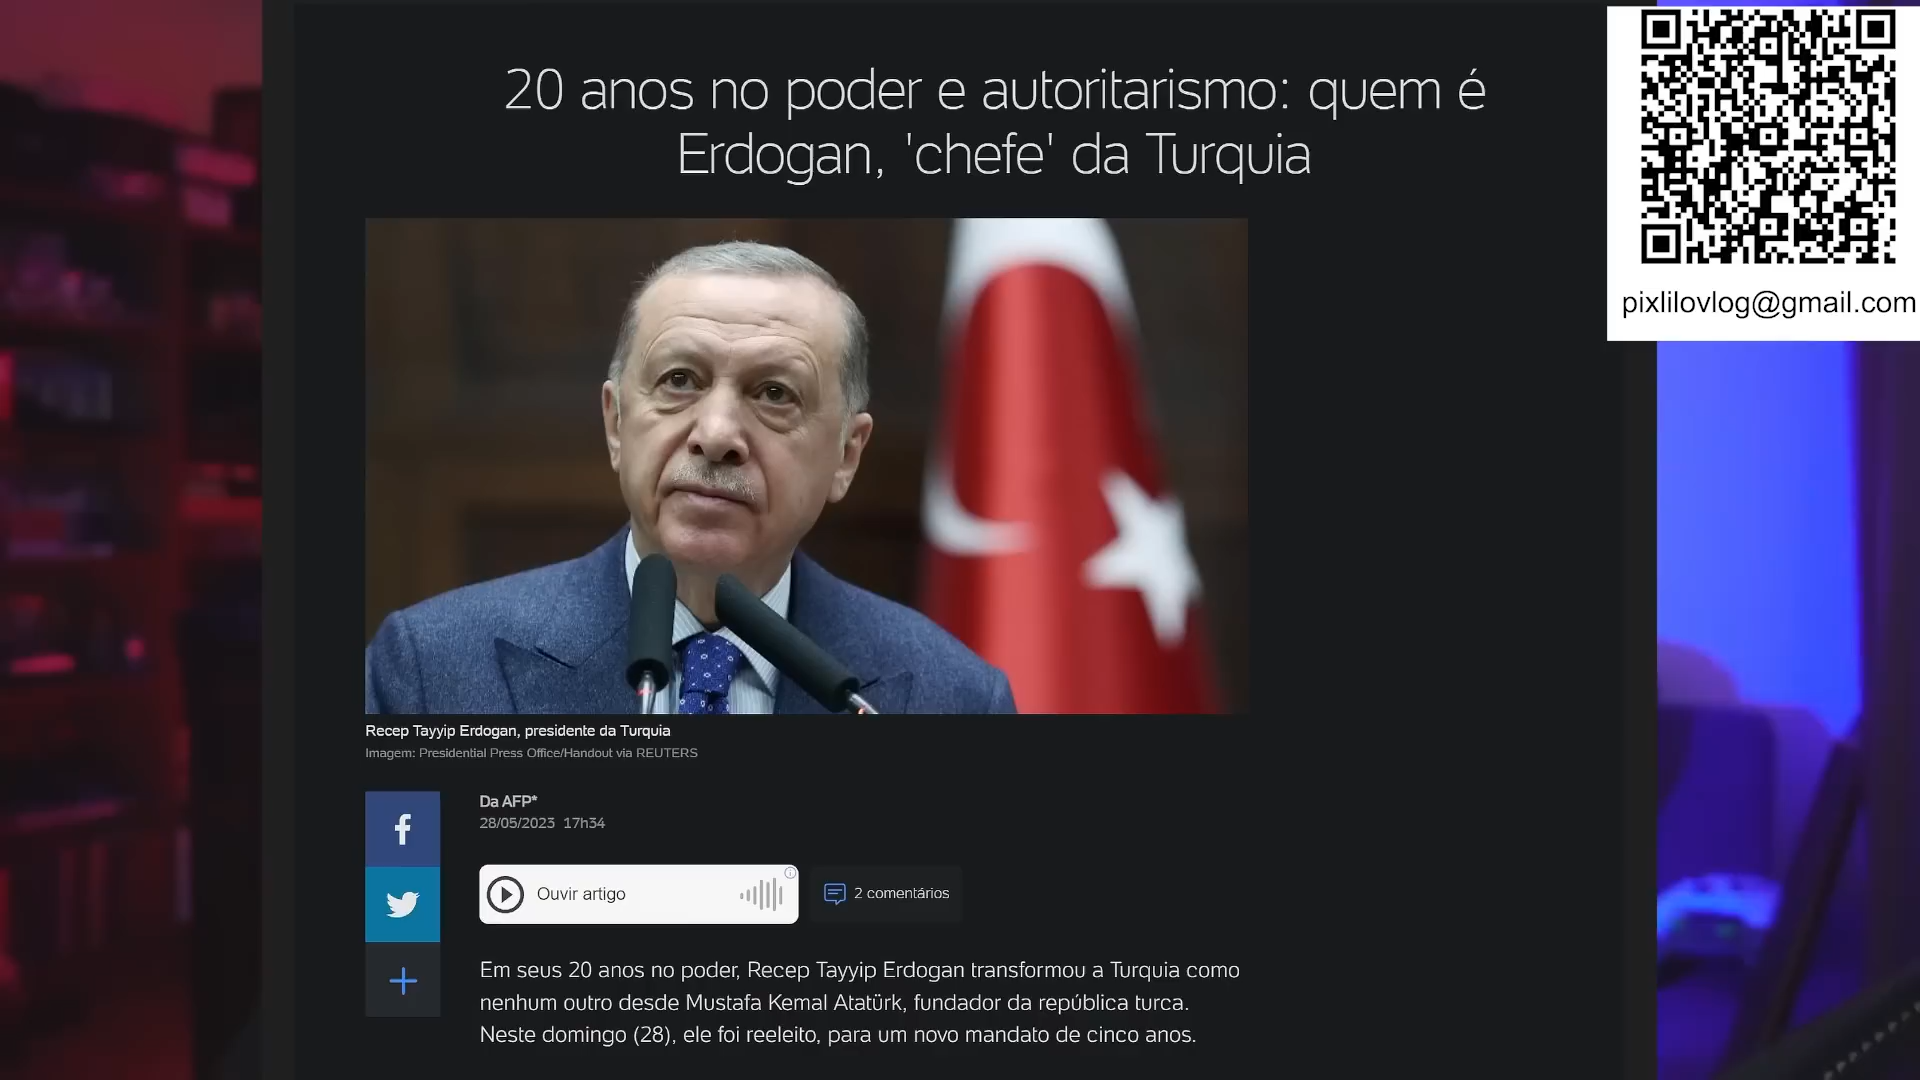 20 anos no poder e autoritarismo: quem é
Erdogan, 'chefe' da Turquia
pixlilovlog@gmail.com
Recep Tayyip Erdogan, presidente da Turquia
Imagem: Presidential Press Office/Handout via REUTERS
Da AFP*
28/05/2023 17h34
Ouvir artigo
2 comentários
Em seus 20 anos no poder, Recep Tayyip Erdogan transformou a Turquia como
nenhum outro desde Mustafa Kemal Atatürk, fundador da república turca.
Neste domingo (28), ele foi reeleito, para um novo mandato de cinco anos.